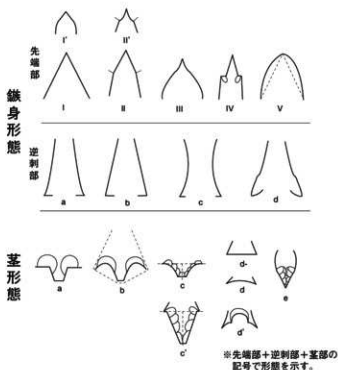 I'
II'
先端部
I
II
III
IV
V
鏃身形態
逆刺部
a
b
c
d
茎形態
a
b
c
d-
d
e
c'
d'
※先端部+逆刺部+茎部の
記号で形態を示す。